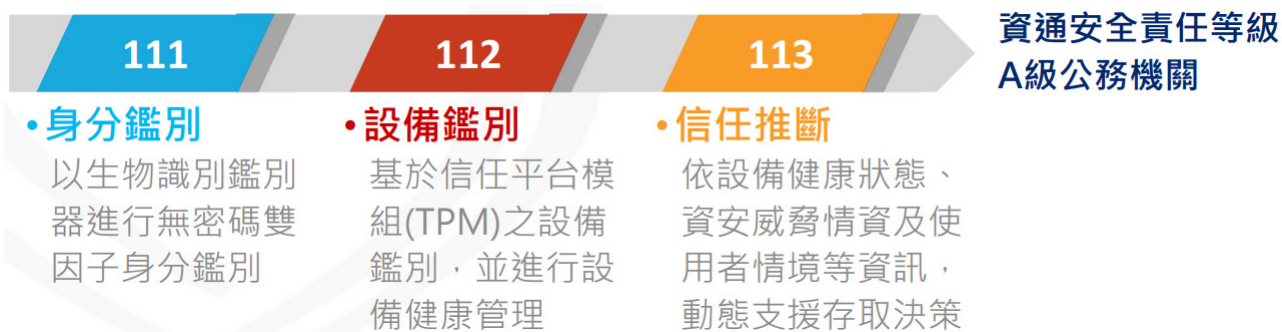 111
112
113
資通安全責任等級
A級公務機關
•身分鑑別
以生物識別鑑別
器進行無密碼雙
因子身分鑑別
•設備鑑別
基於信任平台模
組(TPM)之設備
鑑別，並進行設
備健康管理
•信任推斷
依設備健康狀態、
資安威脅情資及使
用者情境等資訊，
動態支援存取決策